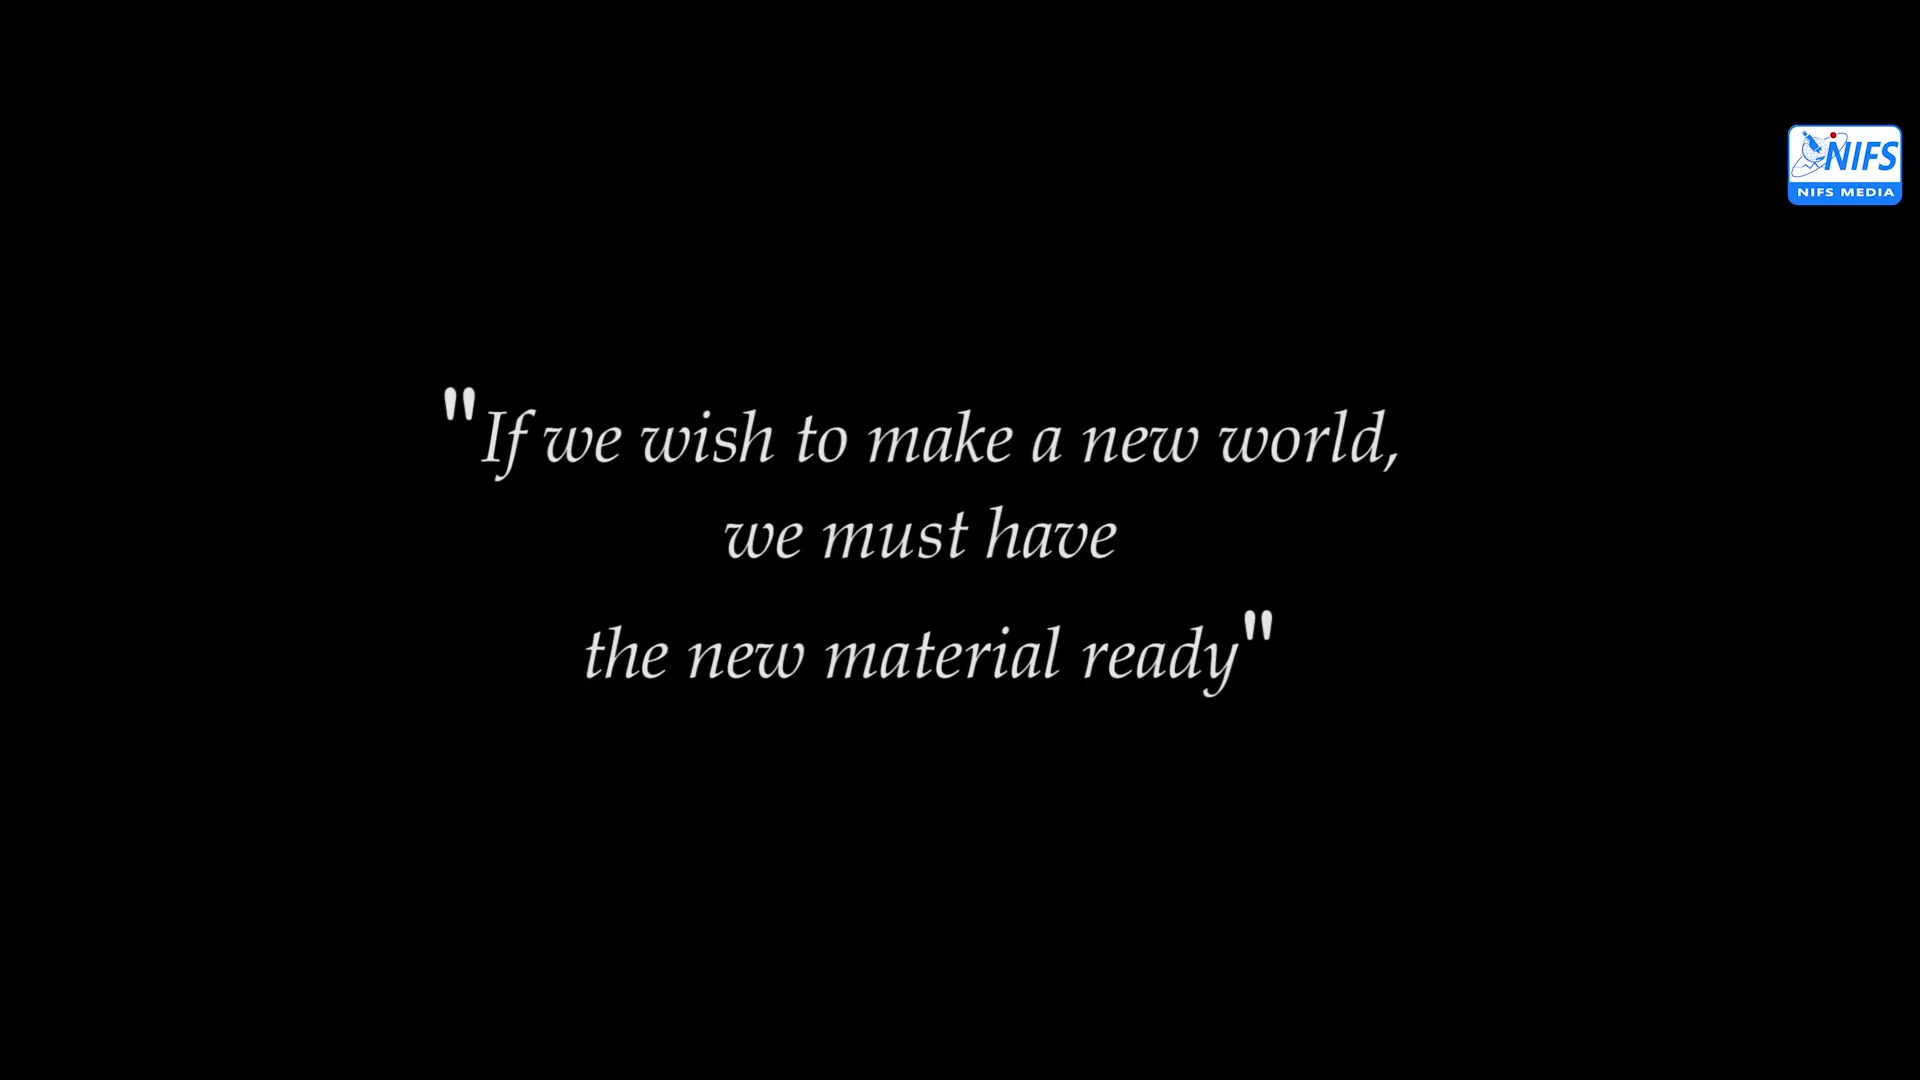 NIFS
NIFS MEDIA
"If we wish to make a new world,
we must have
the new material ready"